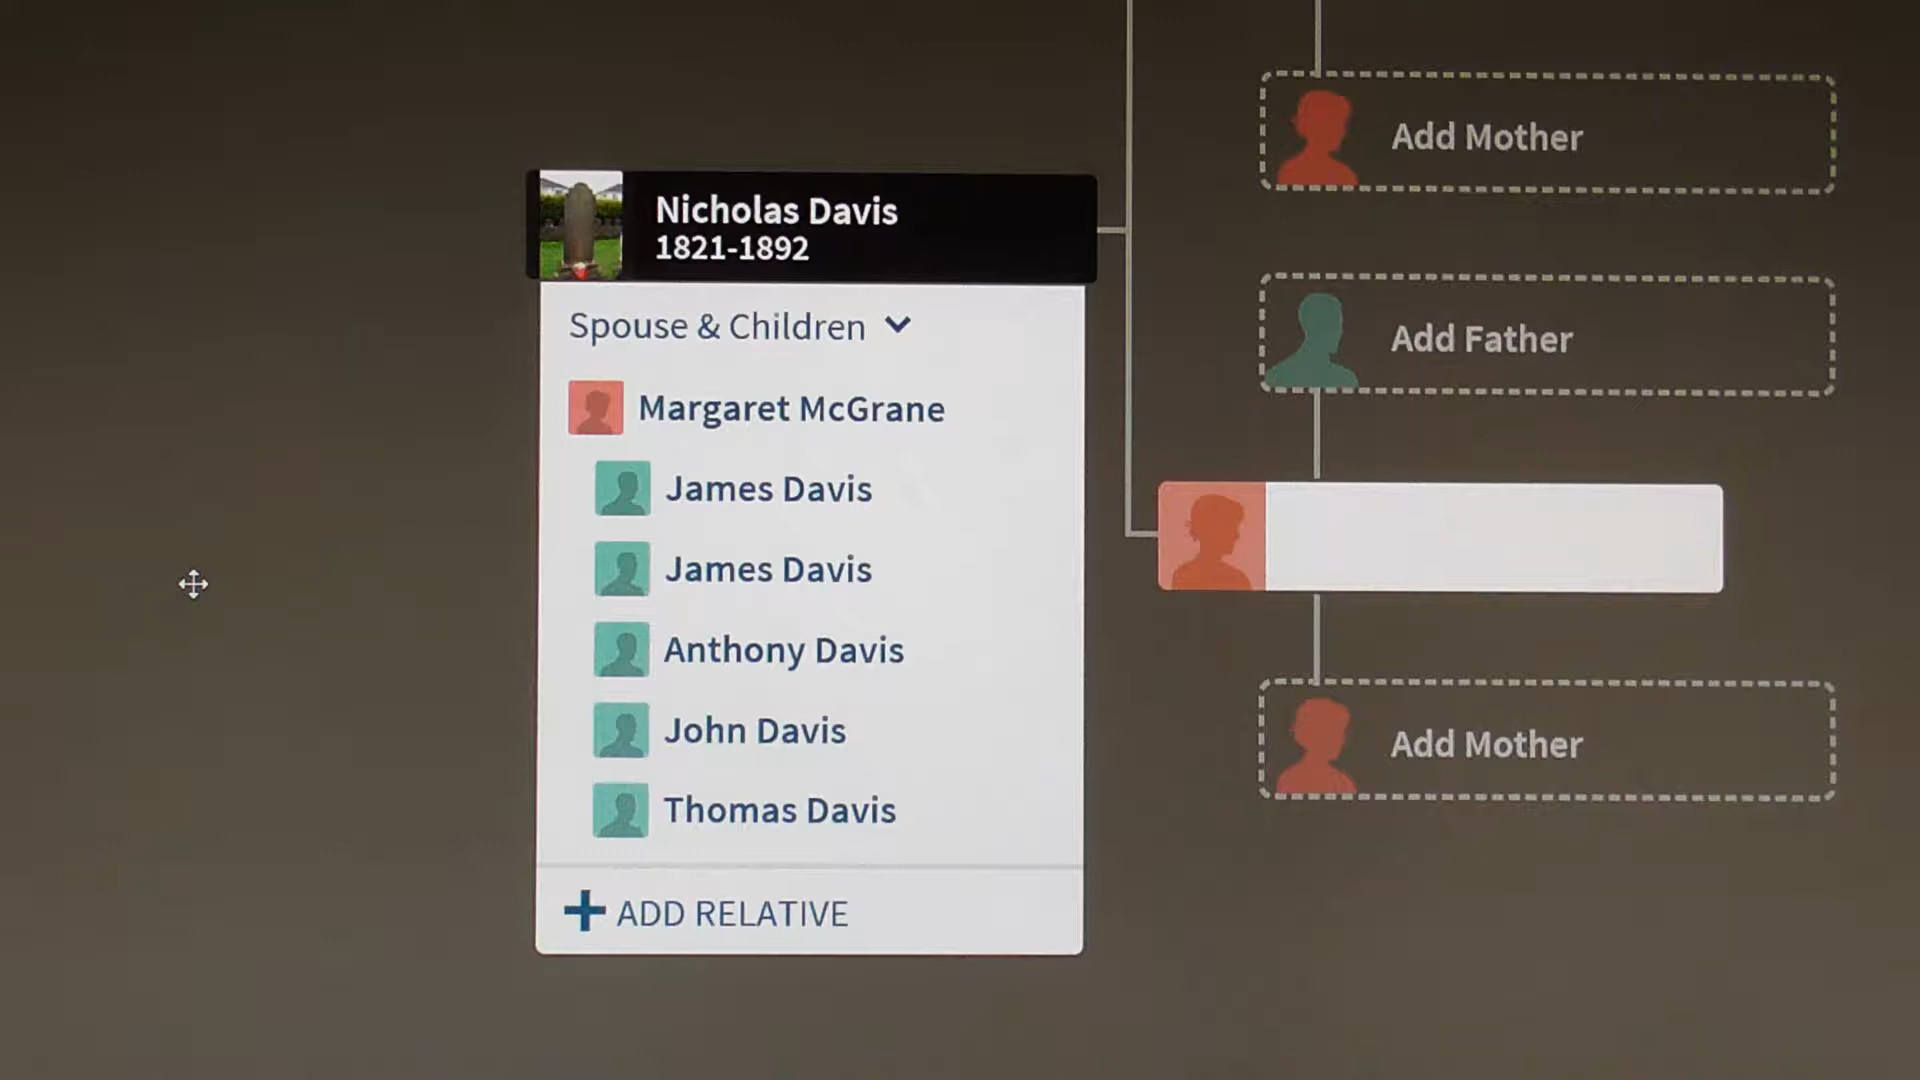 Add Mother
Nicholas Davis
1821-1892
Spouse & Children
Add Father
Margaret McGrane
James Davis
James Davis
Anthony Davis
John Davis
Add Mother
Thomas Davis
ADD RELATIVE